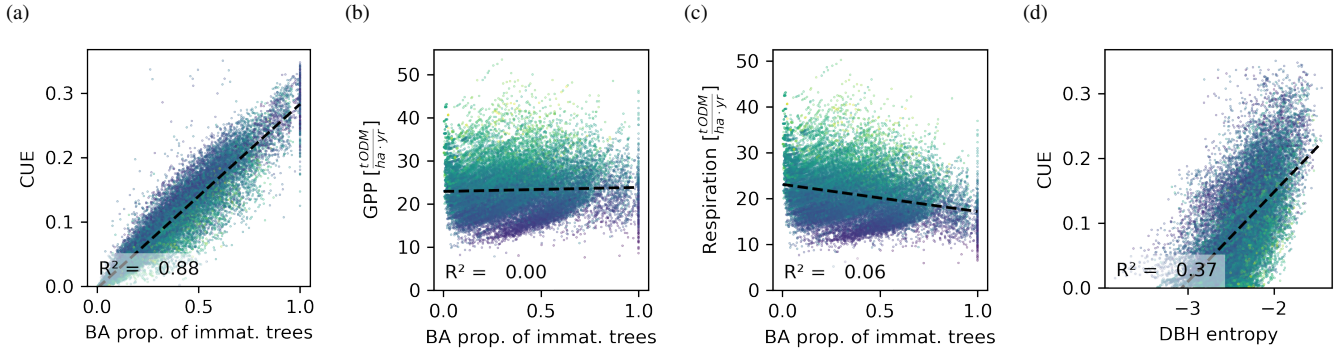 (a)
CUE
0.3
0.2
0.1
0.0
0.0 0.5 1.0
R² = 0.88
BA prop. of immat. trees
(b)
GPP [tODM / ha · yr]
50
40
30
20
10
0
0.0 0.5 1.0
R² = 0.00
BA prop. of immat. trees
(c)
Respiration [tODM / ha · yr]
50
40
30
20
10
0
0.0 0.5 1.0
R² = 0.06
BA prop. of immat. trees
(d)
CUE
0.3
0.2
0.1
0.0
−3 −2
R² = 0.37
DBH entropy